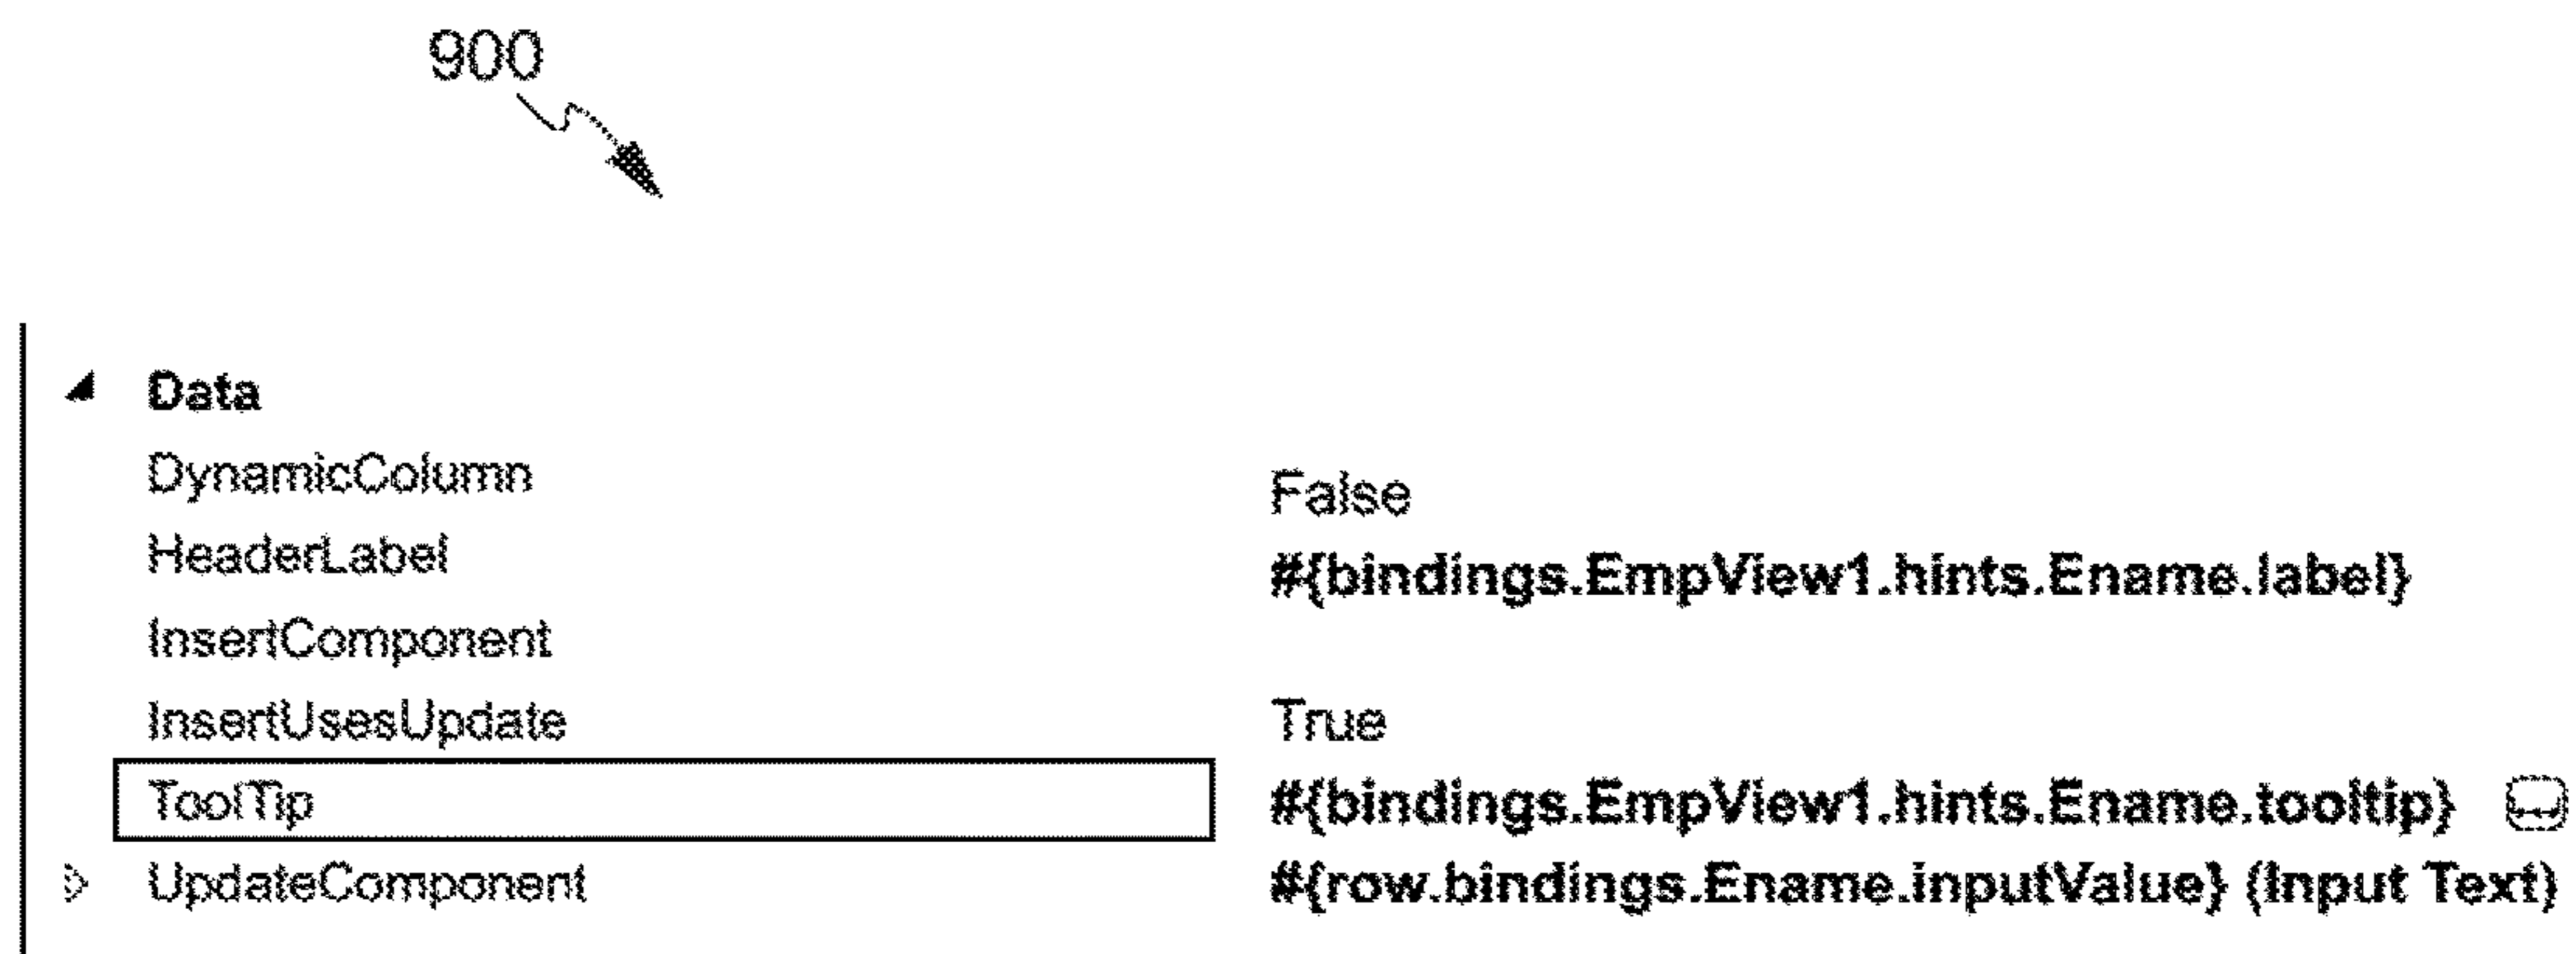 900
Data
DynamicColumn False
HeaderLabel #{bindings.EmpView1.hints.Ename.label}
InsertComponent
InsertUsesUpdate True
ToolTip #{bindings.EmpView1.hints.Ename.tooltip}
UpdateComponent #{row.bindings.Ename.inputValue} (Input Text)